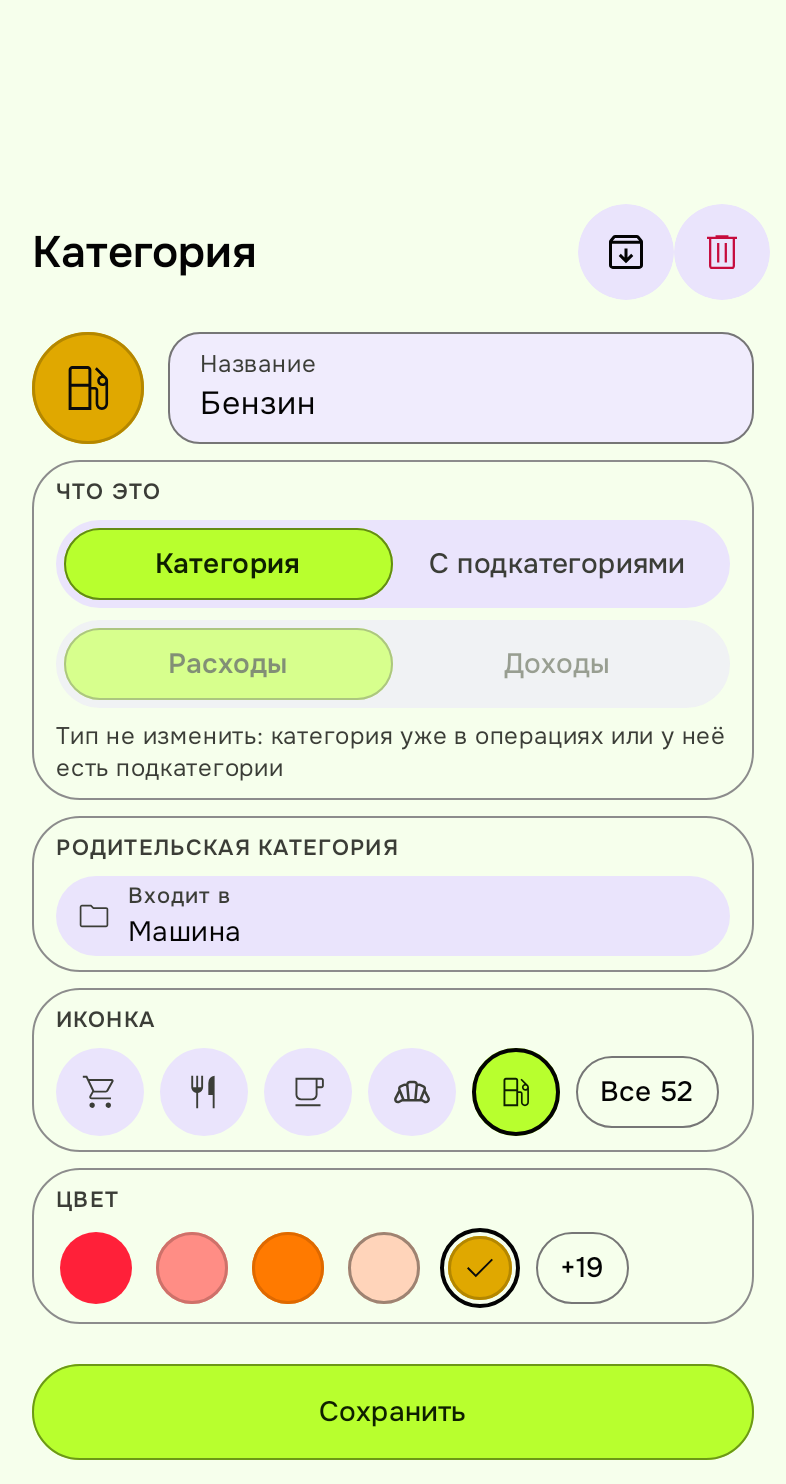 Категория
Название
Бензин
ЧТО ЭТО
Категория
С подкатегориями
Расходы
Доходы
Тип не изменить: категория уже в операциях или у неё
есть подкатегории
РОДИТЕЛЬСКАЯ КАТЕГОРИЯ
Входит в
Машина
ИКОНКА
Все 52
ЦВЕТ
+19
Сохранить